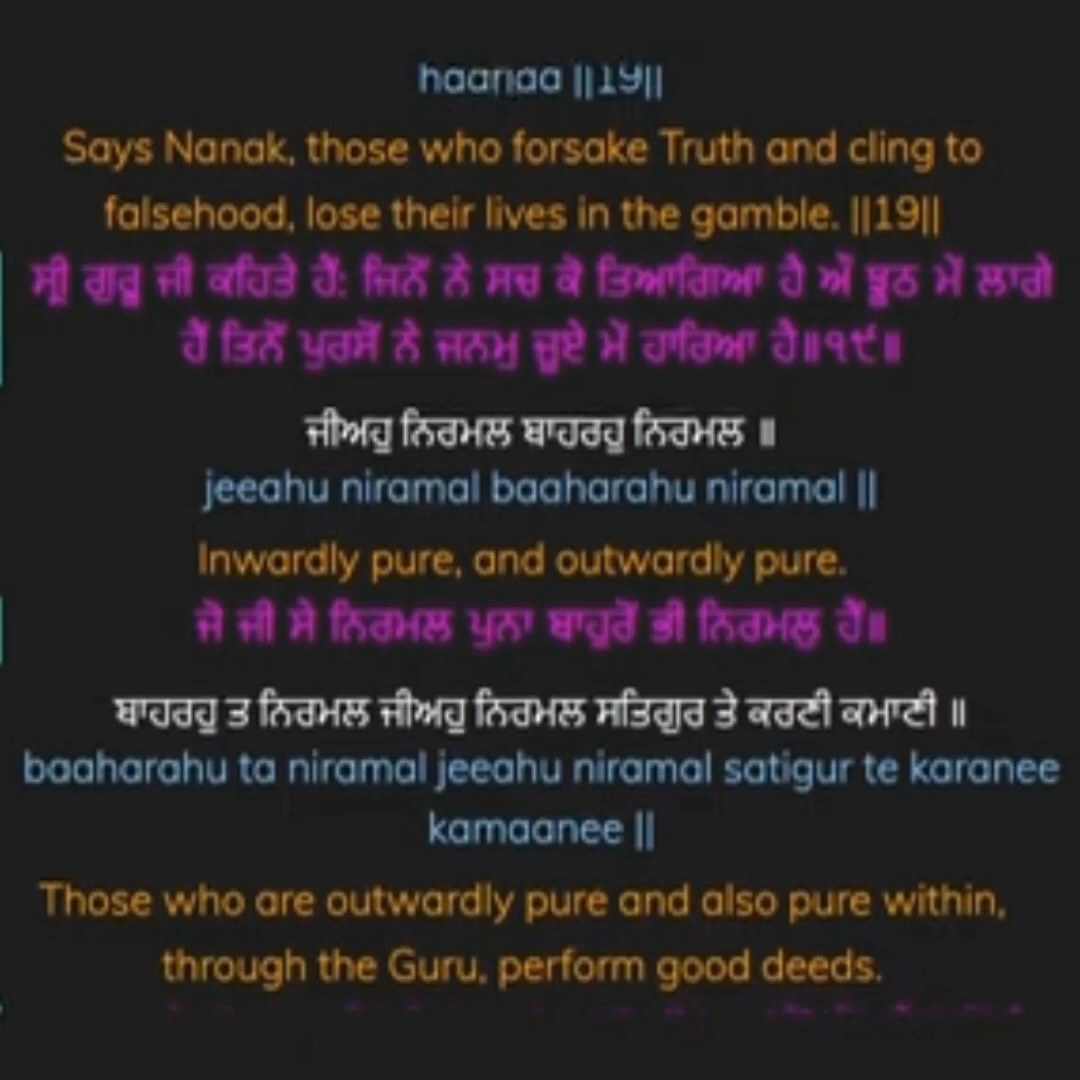 haaraa ||19||
Says Nanak, those who forsake Truth and cling to
falsehood, lose their lives in the gamble. ||19||
ਸ੍ਰੀ ਗੁਰੂ ਜੀ ਕਹਿਤੇ ਹੈਂ: ਜਿਨੋਂ ਨੇ ਸਚ ਕੋ ਤਿਆਗਿਆ ਹੈ ਔ ਝੂਠ ਮੇਂ ਲਾਗੇ
ਹੈਂ ਤਿਨੋਂ ਪੁਰਸੋਂ ਨੇ ਜਨਮੁ ਜੂਏ ਮੇਂ ਹਾਰਿਆ ਹੈ॥੧੯॥
ਜੀਅਹੁ ਨਿਰਮਲ ਬਾਹਰਹੁ ਨਿਰਮਲ ॥
jeeahu niramal baaharahu niramal ||
Inwardly pure, and outwardly pure.
ਜੋ ਜੀ ਸੇ ਨਿਰਮਲ ਪੁਨਾ ਬਾਹਰੋਂ ਭੀ ਨਿਰਮਲੁ ਹੈਂ॥
ਬਾਹਰਹੁ ਤ ਨਿਰਮਲ ਜੀਅਹੁ ਨਿਰਮਲ ਸਤਿਗੁਰ ਤੇ ਕਰਣੀ ਕਮਾਣੀ ॥
baaharahu ta niramal jeeahu niramal satigur te karanee
kamaanee ||
Those who are outwardly pure and also pure within,
through the Guru, perform good deeds.